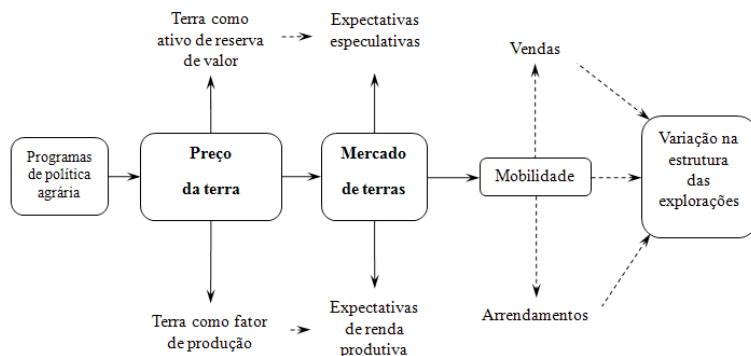 Terra como
ativo de reserva
de valor
Expectativas
especulativas
Vendas
Programas
de política
agrária
Preço
da terra
Mercado
de terras
Mobilidade
Variação na
estrutura
das
explorações
Terra como fator
de produção
Expectativas
de renda
produtiva
Arrendamentos